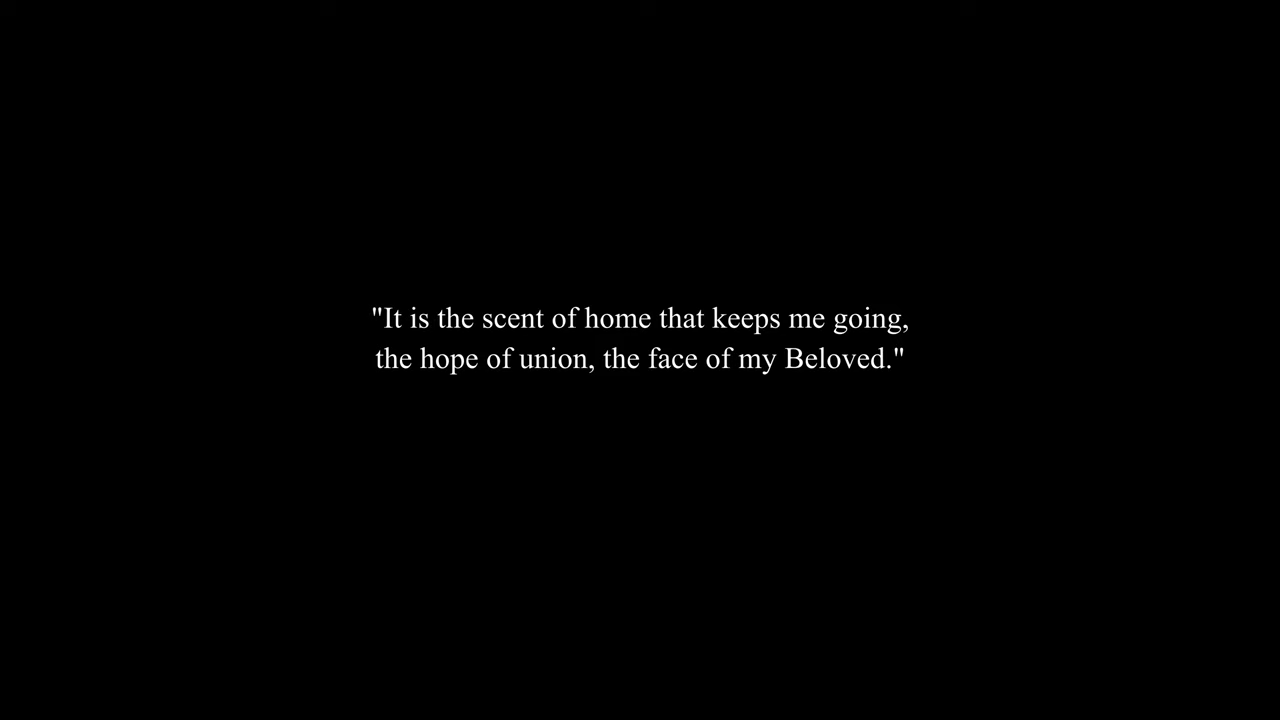 "It is the scent of home that keeps me going,
the hope of union, the face of my Beloved."